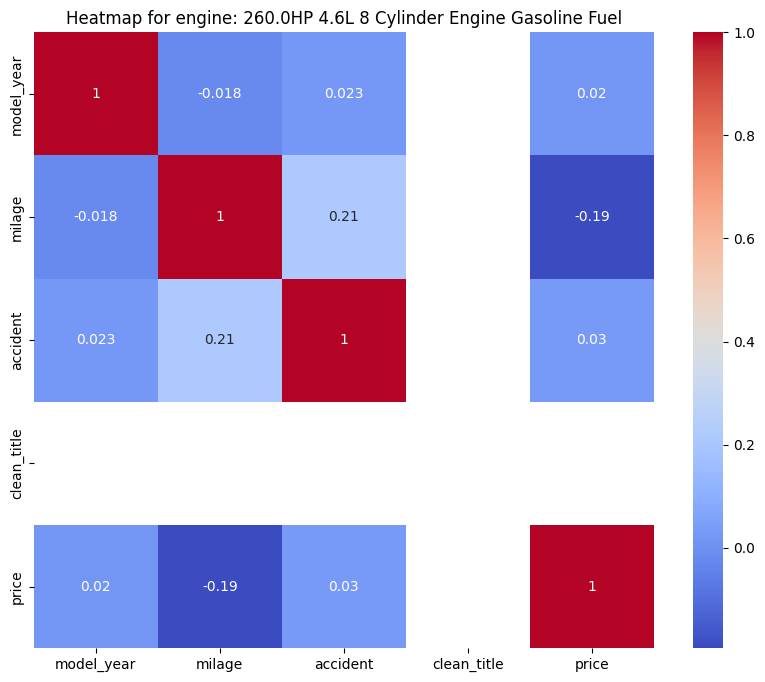 Heatmap for engine: 260.0HP 4.6L 8 Cylinder Engine Gasoline Fuel
model_year 1 -0.018 0.023 0.02
milage -0.018 1 0.21 -0.19
accident 0.023 0.21 1 0.03
clean_title
price 0.02 -0.19 0.03 1
model_year milage accident clean_title price
1.0
0.8
0.6
0.4
0.2
0.0